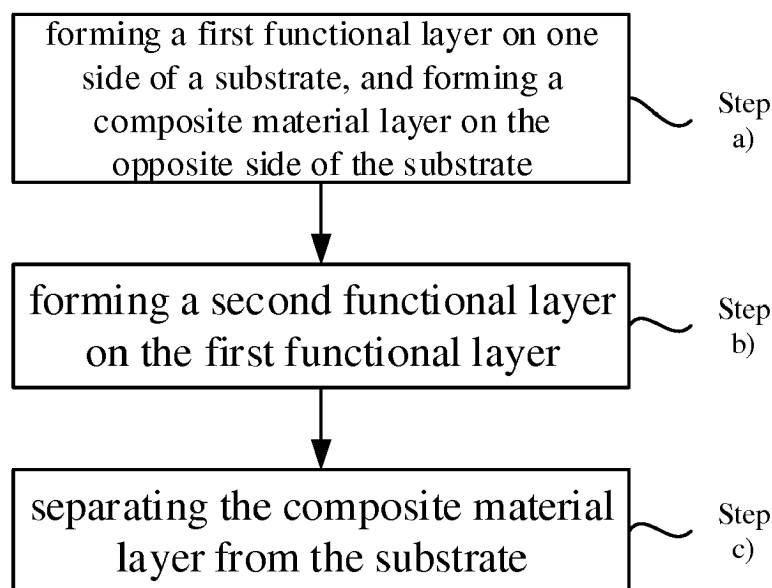 forming a first functional layer on one
side of a substrate, and forming a
composite material layer on the
opposite side of the substrate
Step
a)
forming a second functional layer
on the first functional layer
Step
b)
separating the composite material
layer from the substrate
Step
c)